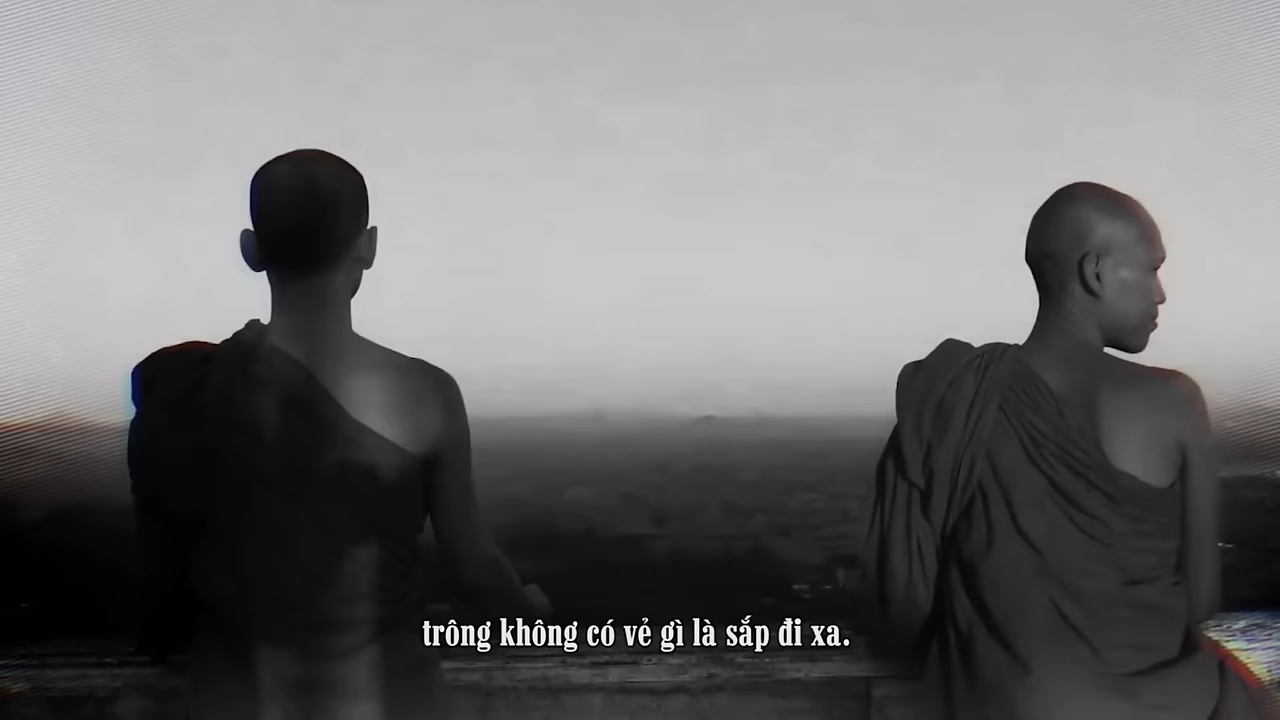 trông không có vẻ gì là sắp đi xa.